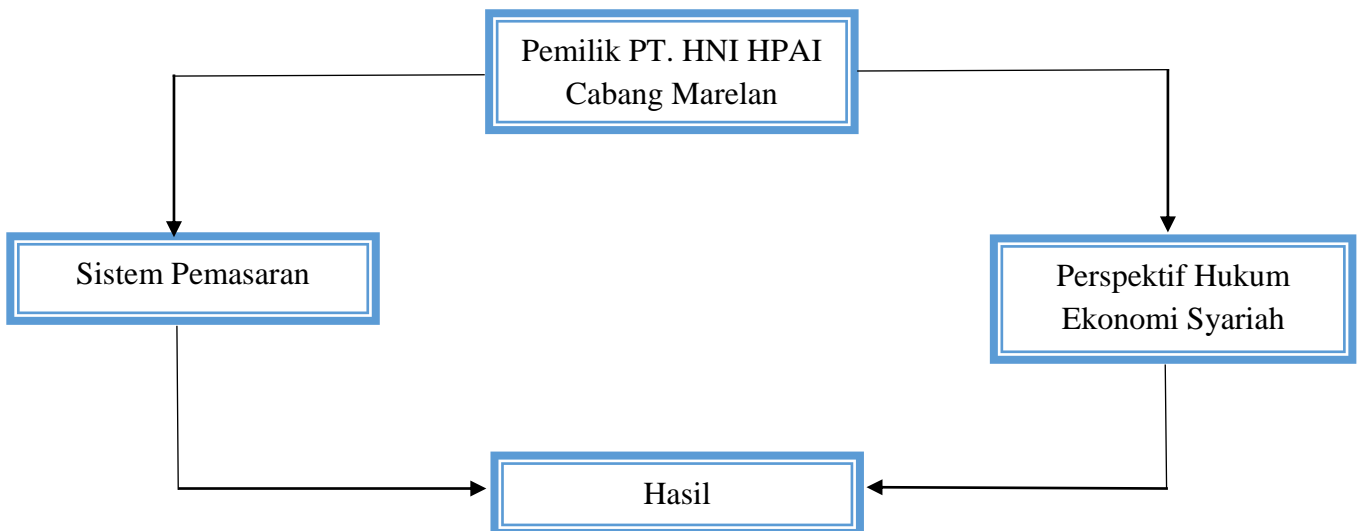 Pemilik PT. HNI HPAI
Cabang Marelan
Sistem Pemasaran
Perspektif Hukum
Ekonomi Syariah
Hasil